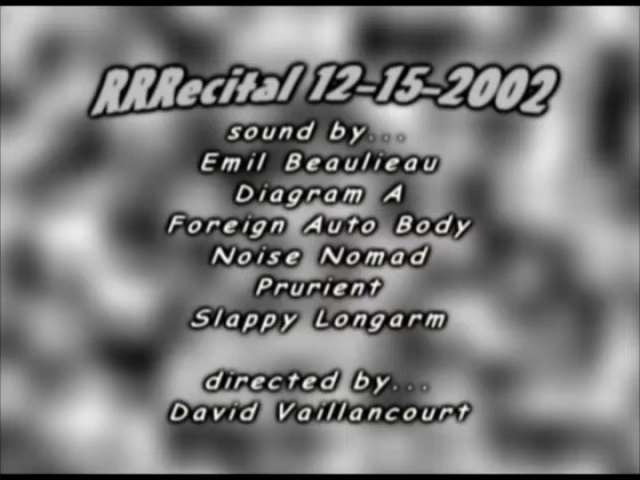 RRRecital 12-15-2002
sound by...
Emil Beaulieau
Diagram A
Foreign Auto Body
Noise Nomad
Prurient
Slappy Longarm
directed by...
David Vaillancourt